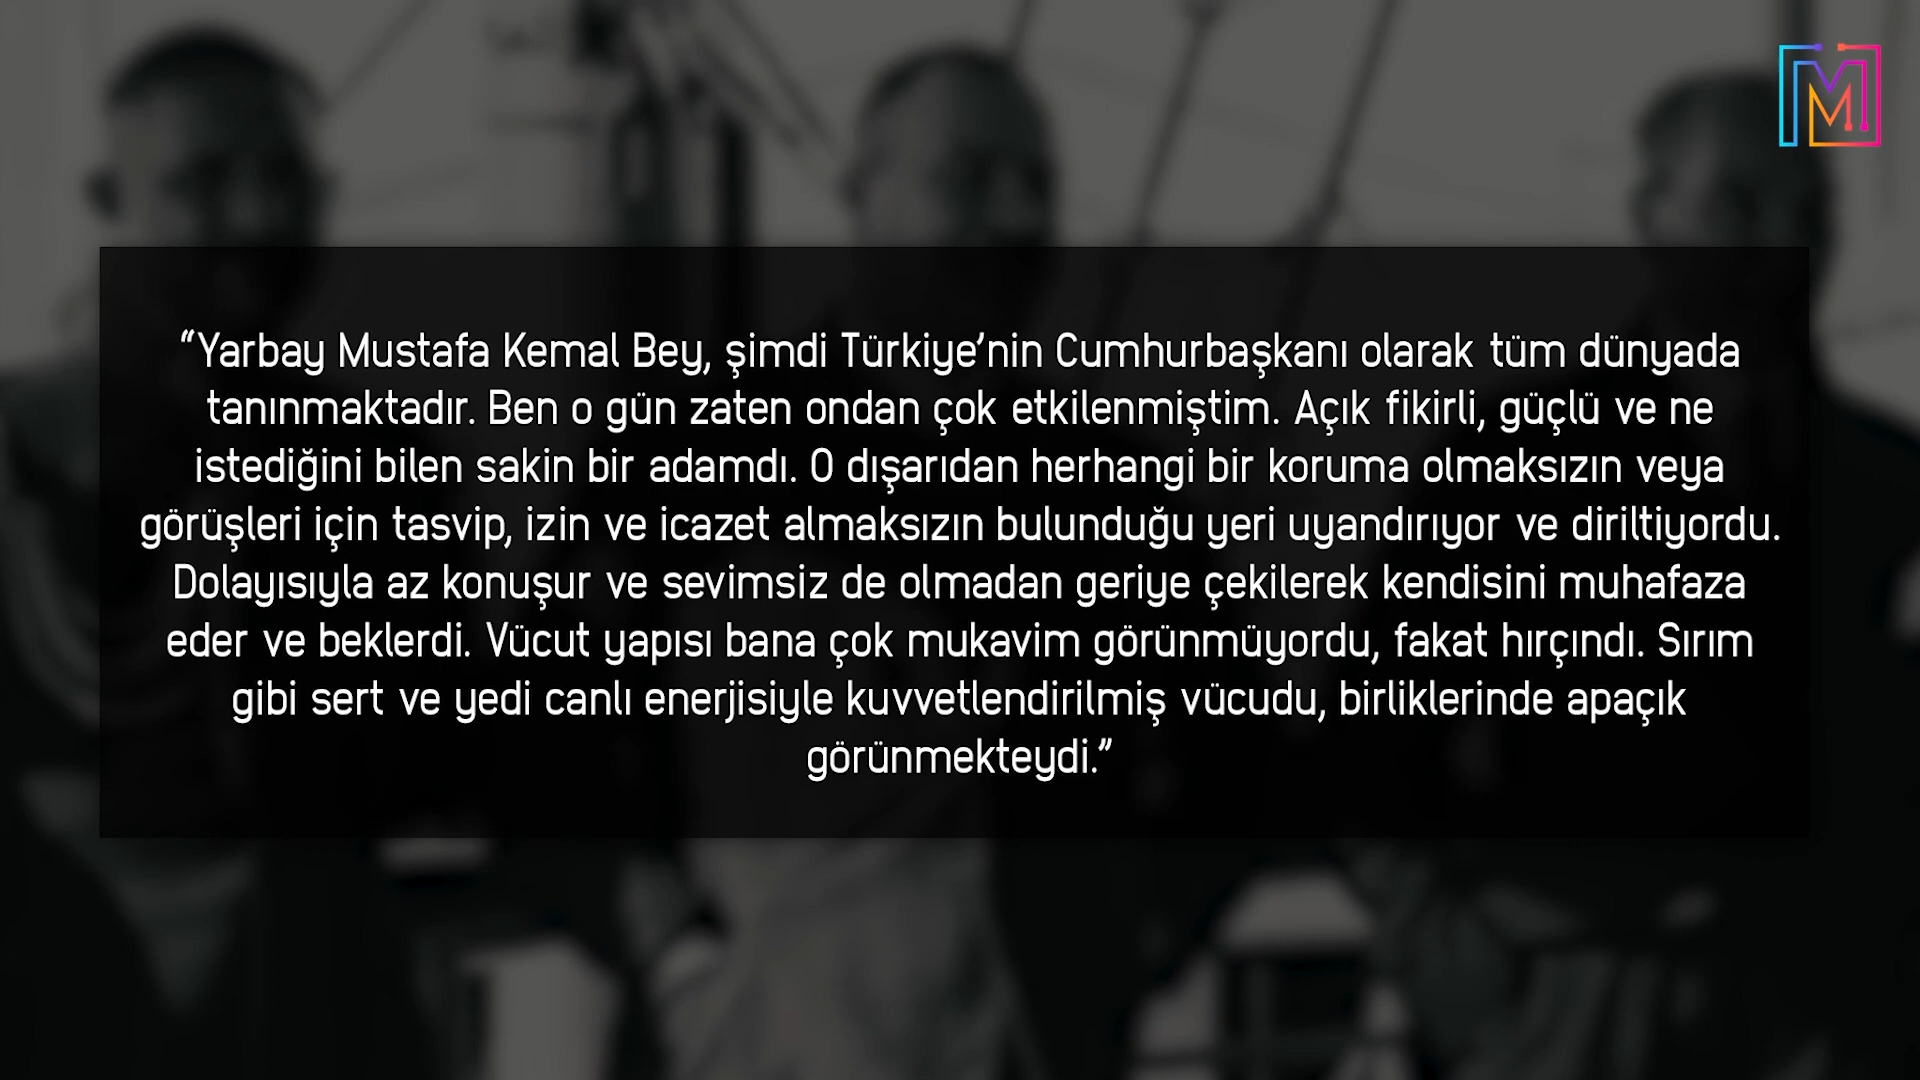 “Yarbay Mustafa Kemal Bey, şimdi Türkiye’nin Cumhurbaşkanı olarak tüm dünyada
tanınmaktadır. Ben o gün zaten ondan çok etkilenmiştim. Açık fikirli, güçlü ve ne
istediğini bilen sakin bir adamdı. O dışarıdan herhangi bir koruma olmaksızın veya
görüşleri için tasvip, izin ve icazet almaksızın bulunduğu yeri uyandırıyor ve diriltiyordu.
Dolayısıyla az konuşur ve sevimsiz de olmadan geriye çekilerek kendisini muhafaza
eder ve beklerdi. Vücut yapısı bana çok mukavim görünmüyordu, fakat hırçındı. Sırım
gibi sert ve yedi canlı enerjisiyle kuvvetlendirilmiş vücudu, birliklerinde apaçık
görünmekteydi.”